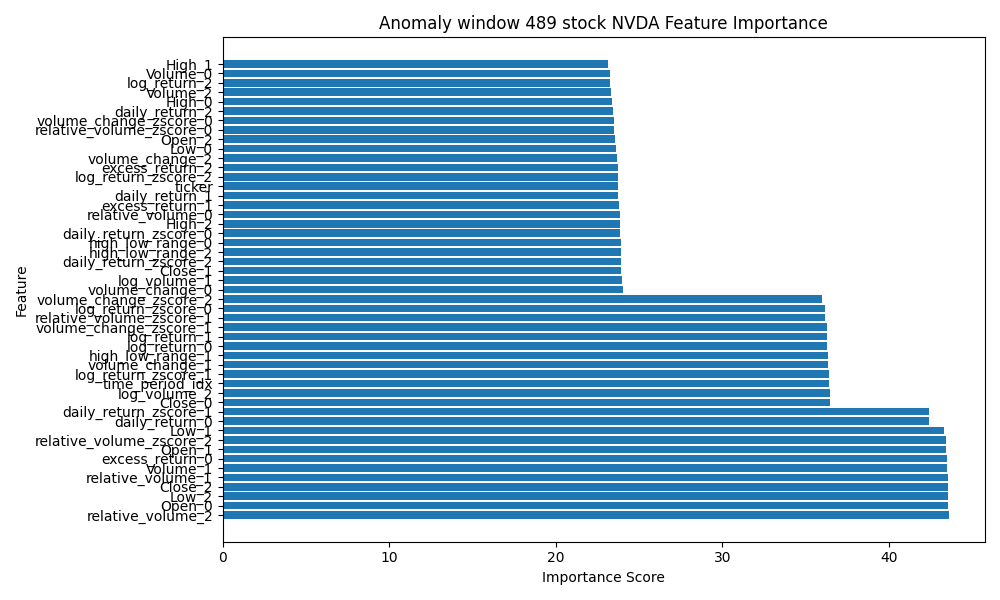 Anomaly window 489 stock NVDA Feature Importance
High_1
Volume_0
log_return_2
Volume_2
High_0
daily_return_2
volume_change_zscore_0
relative_volume_zscore_0
Open_2
Low_0
volume_change_2
excess_return_2
log_return_zscore_2
ticker
daily_return_1
excess_return_1
relative_volume_0
High_2
daily_return_zscore_0
high_low_range_0
high_low_range_2
daily_return_zscore_2
Close_1
log_volume_1
volume_change_0
volume_change_zscore_2
log_return_zscore_0
relative_volume_zscore_1
volume_change_zscore_1
log_return_1
log_return_0
high_low_range_1
volume_change_1
log_return_zscore_1
time_period_idx
log_volume_2
Close_0
daily_return_zscore_1
daily_return_0
Low_1
relative_volume_zscore_2
Open_1
excess_return_0
Volume_1
relative_volume_1
Close_2
Low_2
Open_0
relative_volume_2
Feature
0 10 20 30 40
Importance Score